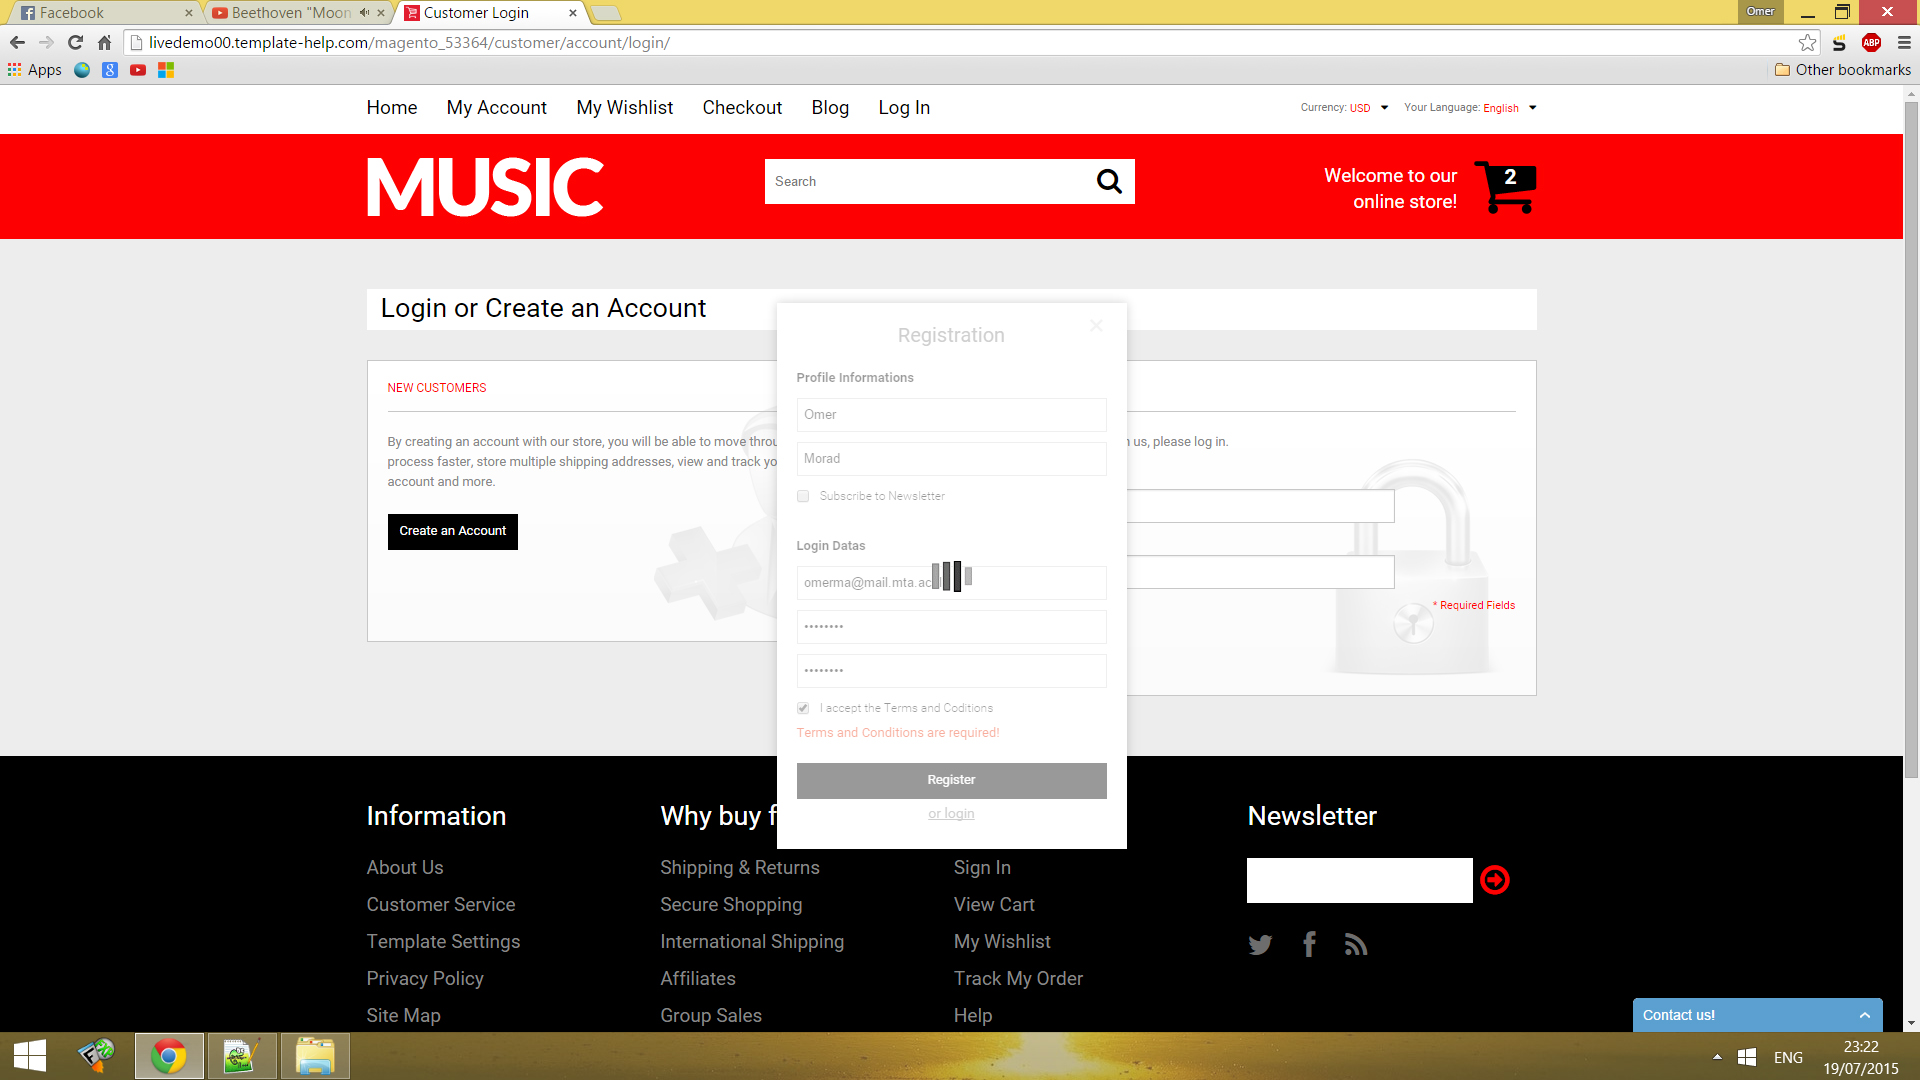 Facebook
Beethoven "Moon
Customer Login
Omer
livedemo00.template-help.com/magento_53364/customer/account/login/
ABP
Apps
Other bookmarks
Home My Account My Wishlist Checkout Blog Log In
Currency: USD Your Language: English
MUSIC
Search
Welcome to our
online store!
2
Login or Create an Account
Registration
Profile Informations
Omer
Morad
Subscribe to Newsletter
Login Datas
omerma@mail.mta.ac
••••••••
••••••••
I accept the Terms and Coditions
Terms and Conditions are required!
Register
or login
NEW CUSTOMERS
By creating an account with our store, you will be able to move throu
process faster, store multiple shipping addresses, view and track yo
account and more.
Create an Account
us, please log in.
* Required Fields
Information
About Us
Customer Service
Template Settings
Privacy Policy
Site Map
Why buy f
Shipping & Returns
Secure Shopping
International Shipping
Affiliates
Group Sales
Sign In
View Cart
My Wishlist
Track My Order
Help
Newsletter
Contact us!
ENG
23:22
19/07/2015